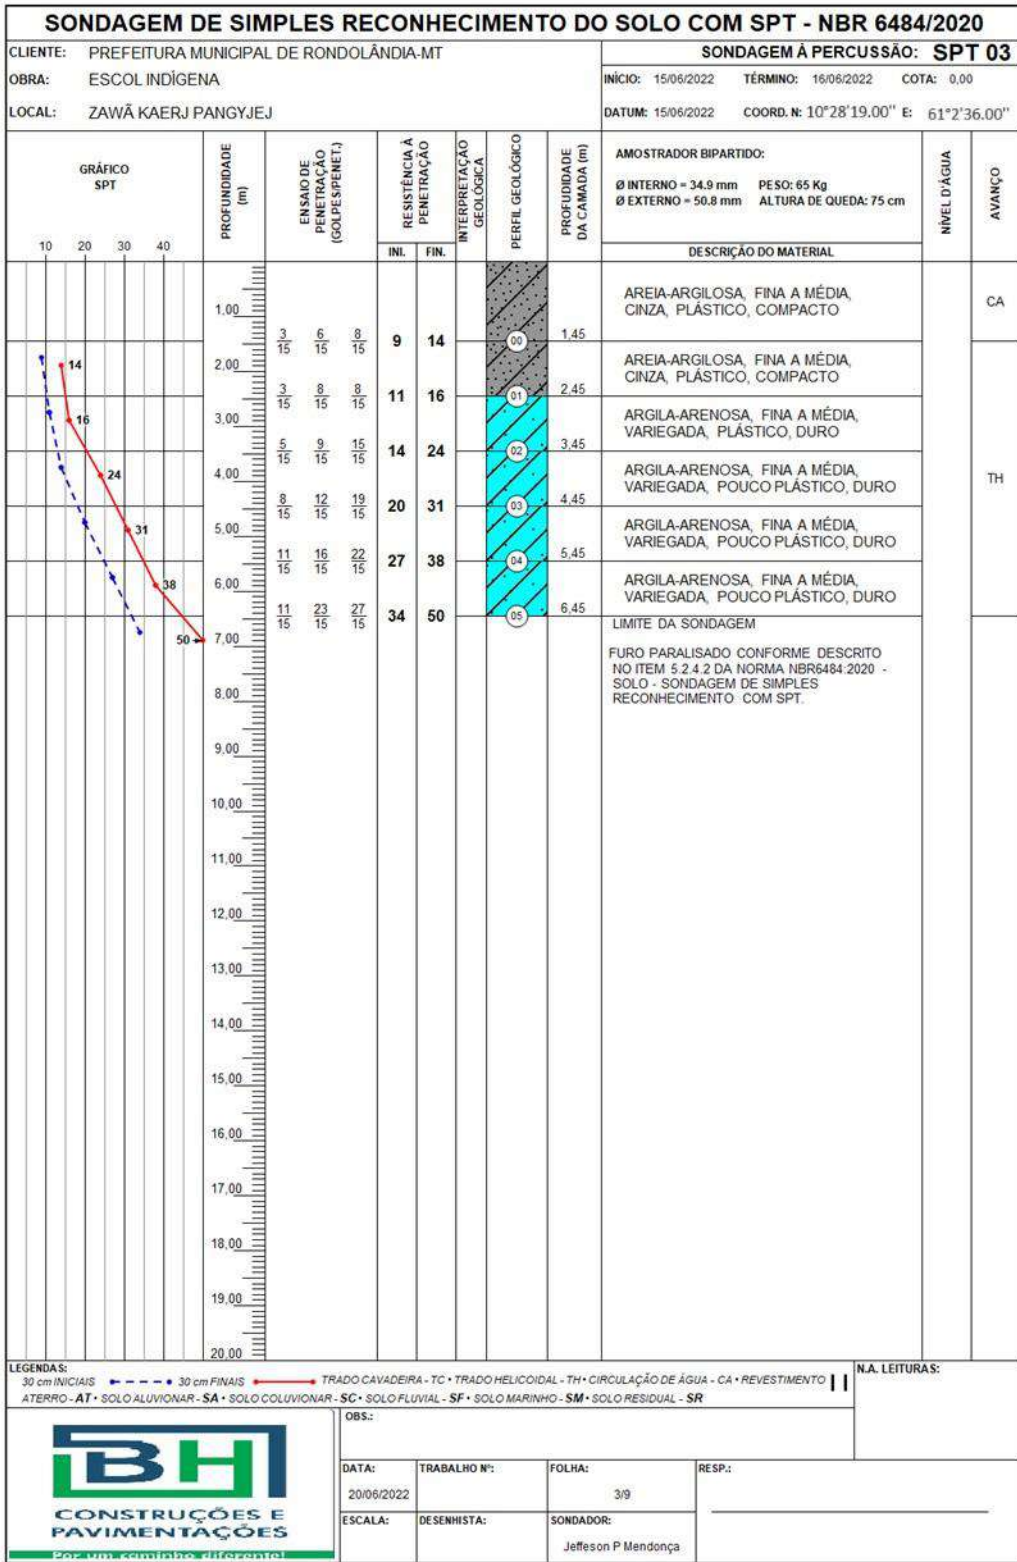 SONDAGEM DE SIMPLES RECONHECIMENTO DO SOLO COM SPT - NBR 6484/2020
CLIENTE: PREFEITURA MUNICIPAL DE RONDOLÂNDIA-MT
SONDAGEM À PERCUSSÃO: SPT 03
OBRA: ESCOL INDÌGENA
INÍCIO: 15/06/2022 TÉRMINO: 16/06/2022 COTA: 0,00
LOCAL: ZAWÃ KAERJ PANGYJEJ
DATUM: 15/06/2022 COORD. N: 10°28'19.00" E: 61°2'36.00"
GRÁFICO
SPT
10 20 30 40
PROFUNDIDADE
(m)
ENSAIO DE
PENETRAÇÃO
(GOLPES/PENET.)
RESISTÊNCIA À
PENETRAÇÃO
INI. FIN.
INTERPRETAÇÃO
GEOLÓGICA
PERFIL GEOLÓGICO
PROFUDIDADE
DA CAMADA (m)
AMOSTRADOR BIPARTIDO:
Ø INTERNO = 34.9 mm PESO: 65 Kg
Ø EXTERNO = 50.8 mm ALTURA DE QUEDA: 75 cm
DESCRIÇÃO DO MATERIAL
NÍVEL D'ÁGUA
AVANÇO
AREIA-ARGILOSA, FINA A MÉDIA,
CINZA, PLÁSTICO, COMPACTO
CA
1,00
3/15 6/15 8/15 9 14 00 1,45
14
2,00
AREIA-ARGILOSA, FINA A MÉDIA,
CINZA, PLÁSTICO, COMPACTO
3/15 8/15 8/15 11 16 01 2,45
16
3,00
ARGILA-ARENOSA, FINA A MÉDIA,
VARIEGADA, PLÁSTICO, DURO
5/15 9/15 15/15 14 24 02 3,45
24
4,00
ARGILA-ARENOSA, FINA A MÉDIA,
VARIEGADA, POUCO PLÁSTICO, DURO
TH
8/15 12/15 19/15 20 31 03 4,45
31
5,00
ARGILA-ARENOSA, FINA A MÉDIA,
VARIEGADA, POUCO PLÁSTICO, DURO
11/15 16/15 22/15 27 38 04 5,45
38
6,00
ARGILA-ARENOSA, FINA A MÉDIA,
VARIEGADA, POUCO PLÁSTICO, DURO
11/15 23/15 27/15 34 50 05 6,45
50
7,00
LIMITE DA SONDAGEM
FURO PARALISADO CONFORME DESCRITO
NO ITEM 5.2.4.2 DA NORMA NBR6484:2020 -
SOLO - SONDAGEM DE SIMPLES
RECONHECIMENTO COM SPT.
8,00
9,00
10,00
11,00
12,00
13,00
14,00
15,00
16,00
17,00
18,00
19,00
20,00
LEGENDAS:
30 cm INICIAIS 30 cm FINAIS TRADO CAVADEIRA - TC • TRADO HELICOIDAL - TH • CIRCULAÇÃO DE ÁGUA - CA • REVESTIMENTO
ATERRO - AT • SOLO ALUVIONAR - SA • SOLO COLUVIONAR - SC • SOLO FLUVIAL - SF • SOLO MARINHO - SM • SOLO RESIDUAL - SR
N.A. LEITURAS:
OBS.:
BH
CONSTRUÇÕES E
PAVIMENTAÇÕES
Por um caminho diferente!
DATA: TRABALHO Nº: FOLHA: RESP.:
20/06/2022 3/9
ESCALA: DESENHISTA: SONDADOR:
Jeffeson P Mendonça